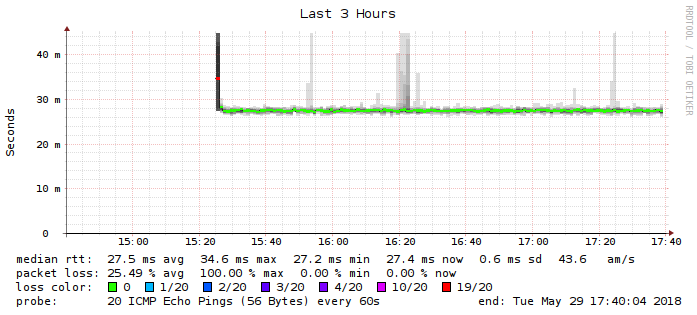 Last 3 Hours
RRDTOOL / TOBI OETIKER
Seconds
40 m
30 m
20 m
10 m
0
15:00 15:20 15:40 16:00 16:20 16:40 17:00 17:20 17:40
median rtt: 27.5 ms avg 34.6 ms max 27.2 ms min 27.4 ms now 0.6 ms sd 43.6 am/s
packet loss: 25.49 % avg 100.00 % max 0.00 % min 0.00 % now
loss color: 0 1/20 2/20 3/20 4/20 10/20 19/20
probe: 20 ICMP Echo Pings (56 Bytes) every 60s end: Tue May 29 17:40:04 2018